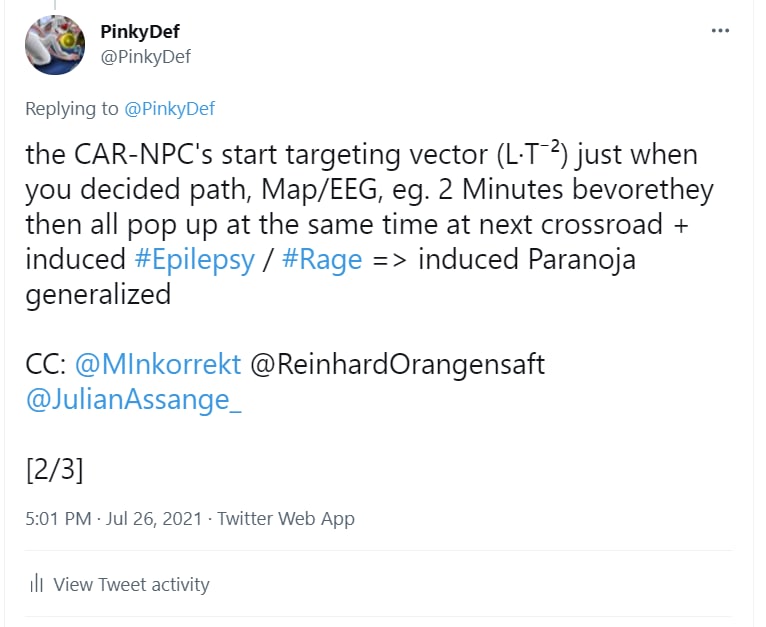 PinkyDef
@PinkyDef
Replying to @PinkyDef
the CAR-NPC's start targeting vector (L·T⁻²) just when
you decided path, Map/EEG, eg. 2 Minutes bevorethey
then all pop up at the same time at next crossroad +
induced #Epilepsy / #Rage => induced Paranoja
generalized
CC: @MInkorrekt @ReinhardOrangensaft
@JulianAssange_
[2/3]
5:01 PM · Jul 26, 2021 · Twitter Web App
View Tweet activity